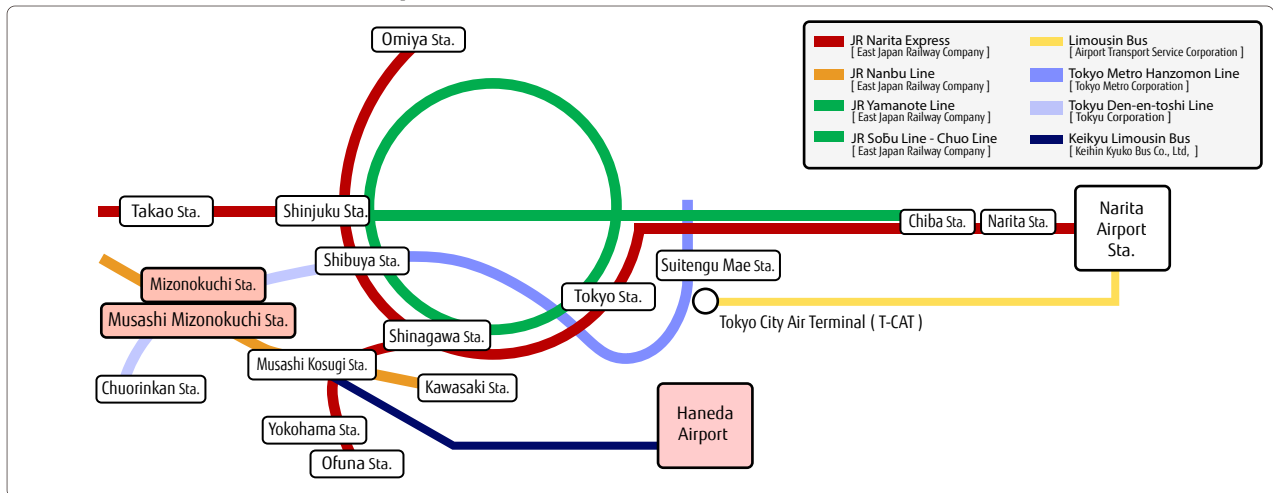 Omiya Sta.
JR Narita Express
[ East Japan Railway Company ]
JR Nanbu Line
[ East Japan Railway Company ]
JR Yamanote Line
[ East Japan Railway Company ]
JR Sobu Line - Chuo Line
[ East Japan Railway Company ]
Limousin Bus
[ Airport Transport Service Corporation ]
Tokyo Metro Hanzomon Line
[ Tokyo Metro Corporation ]
Tokyu Den-en-toshi Line
[ Tokyu Corporation ]
Keikyu Limousin Bus
[ Keihin Kyuko Bus Co., Ltd, ]
Takao Sta.
Shinjuku Sta.
Chiba Sta.
Narita Sta.
Narita
Airport
Sta.
Shibuya Sta.
Suitengu Mae Sta.
Mizonokuchi Sta.
Musashi Mizonokuchi Sta.
Tokyo Sta.
Tokyo City Air Terminal ( T-CAT )
Shinagawa Sta.
Musashi Kosugi Sta.
Chuorinkan Sta.
Kawasaki Sta.
Haneda
Airport
Yokohama Sta.
Ofuna Sta.